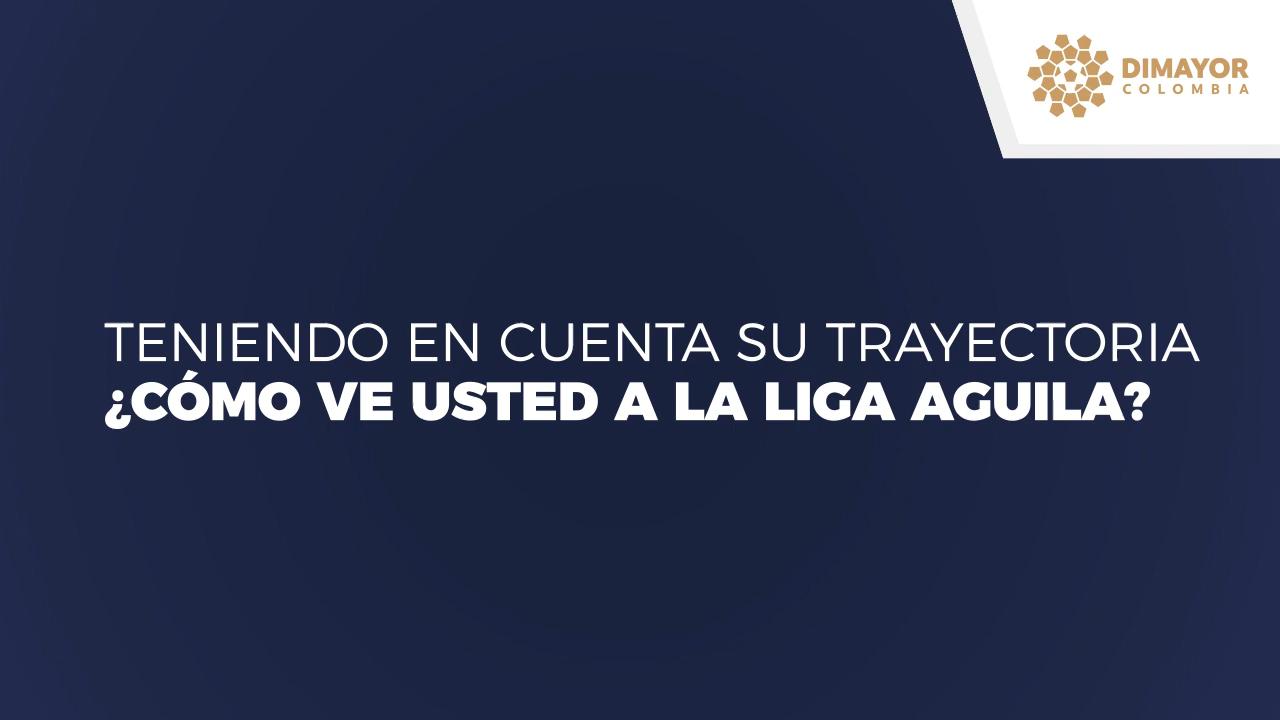 DIMAYOR
COLOMBIA
TENIENDO EN CUENTA SU TRAYECTORIA
¿CÓMO VE USTED A LA LIGA AGUILA?